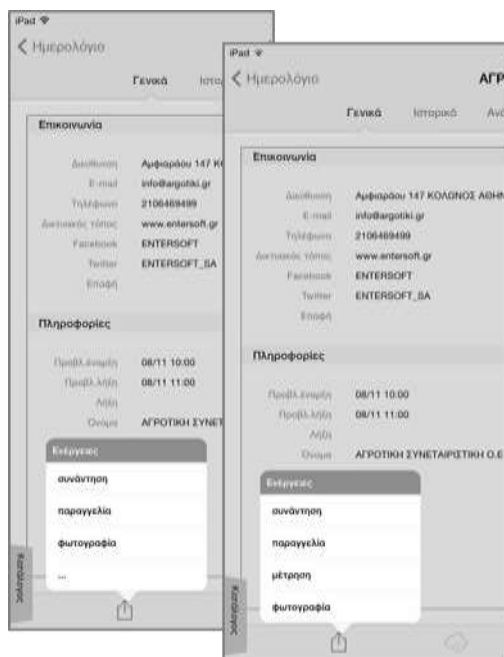 iPad
Ημερολόγιο
Γενικά
Επικοινωνία
Διεύθυνση Αμφιαράου 147
E-mail info@argotiki.gr
Τηλέφωνο 2106469499
Δικτυακός τόπος www.entersoft.gr
Facebook ENTERSOFT
Twitter ENTERSOFT_SA
Επαφή
Πληροφορίες
Προβλ.έναρξη 08/11 10:00
Προβλ.λήξη 08/11 11:00
Λήξη
Όνομα ΑΓΡΟΤΙΚΗ ΣΥΝΕΤ
Ενέργειες
συνάντηση
παραγγελία
φωτογραφία
...
Κατάλογος
iPad
Ημερολόγιο ΑΓΡ
Γενικά Ιστορικό Ανά
Επικοινωνία
Διεύθυνση Αμφιαράου 147 ΚΟΛΩΝΟΣ ΑΘΗΝ
E-mail info@argotiki.gr
Τηλέφωνο 2106469499
Δικτυακός τόπος www.entersoft.gr
Facebook ENTERSOFT
Twitter ENTERSOFT_SA
Επαφή
Πληροφορίες
Προβλ.έναρξη 08/11 10:00
Προβλ.λήξη 08/11 11:00
Λήξη
Όνομα ΑΓΡΟΤΙΚΗ ΣΥΝΕΤΑΙΡΙΣΤΙΚΗ Ο.Ε
Ενέργειες
συνάντηση
παραγγελία
μέτρηση
φωτογραφία
Κατάλογος